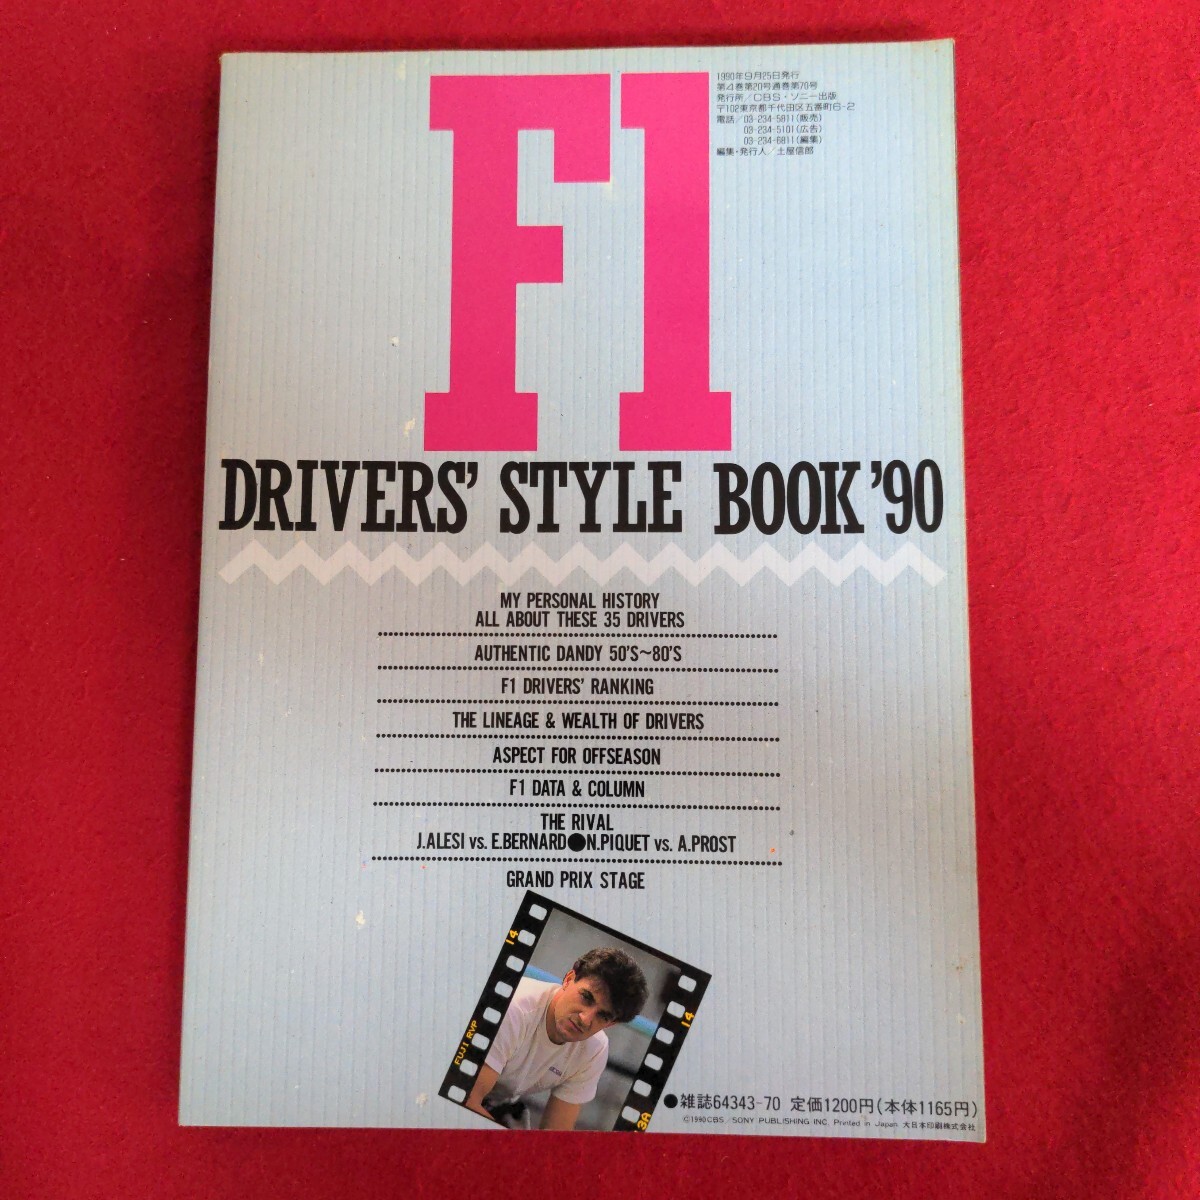 F1
1990年9月25日発行
第4巻第20号通巻第70号
発行所／CBS・ソニー出版
〒102東京都千代田区五番町6-2
電話／03-234-5811(販売)
03-234-5101(広告)
03-234-6811(編集)
編集・発行人／土屋信郎
DRIVERS' STYLE BOOK '90
MY PERSONAL HISTORY
ALL ABOUT THESE 35 DRIVERS
AUTHENTIC DANDY 50'S~80'S
F1 DRIVERS' RANKING
THE LINEAGE & WEALTH OF DRIVERS
ASPECT FOR OFFSEASON
F1 DATA & COLUMN
THE RIVAL
J.ALESI vs. E.BERNARD●N.PIQUET vs. A.PROST
GRAND PRIX STAGE
14
FUJI RVP
14
3A
●雑誌64343-70 定価1200円(本体1165円)
©1990CBS／SONY PUBLISHING INC. Printed in Japan 大日本印刷株式会社